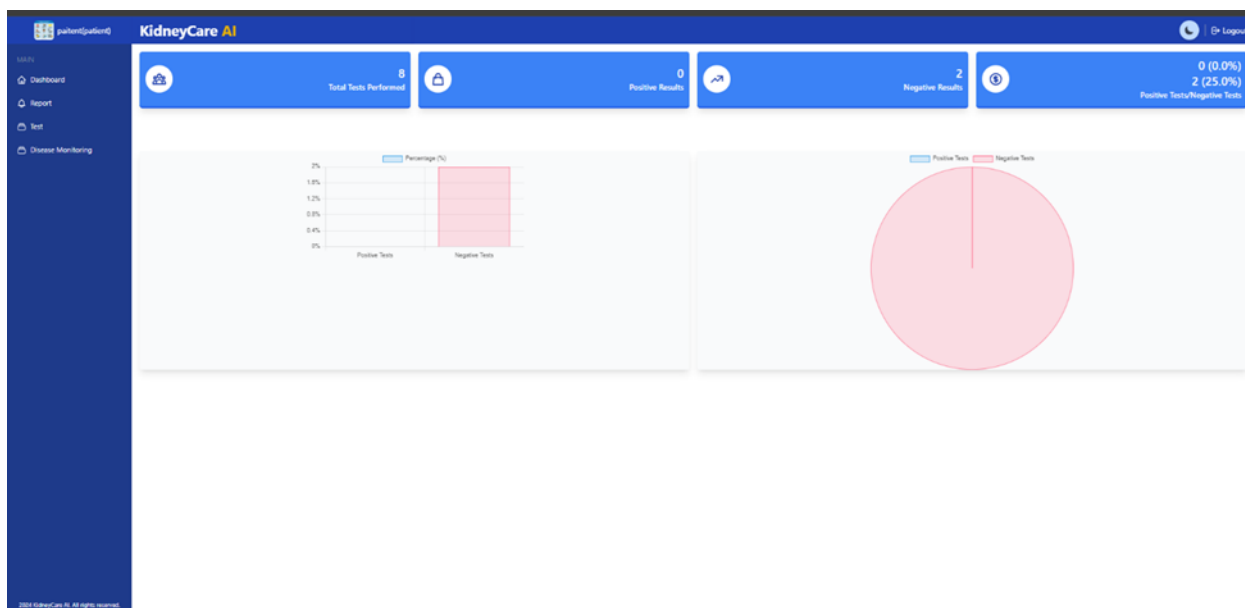 paitent(patient)
KidneyCare AI
Logout
MAIN
Dashboard
Report
Test
Disease Monitoring
8
Total Tests Performed
0
Positive Results
2
Negative Results
0 (0.0%)
2 (25.0%)
Positive Tests/Negative Tests
Percentage (%)
2%
1.6%
1.2%
0.8%
0.4%
0%
Positive Tests
Negative Tests
Positive Tests
Negative Tests
2024 KidneyCare AI. All rights reserved.